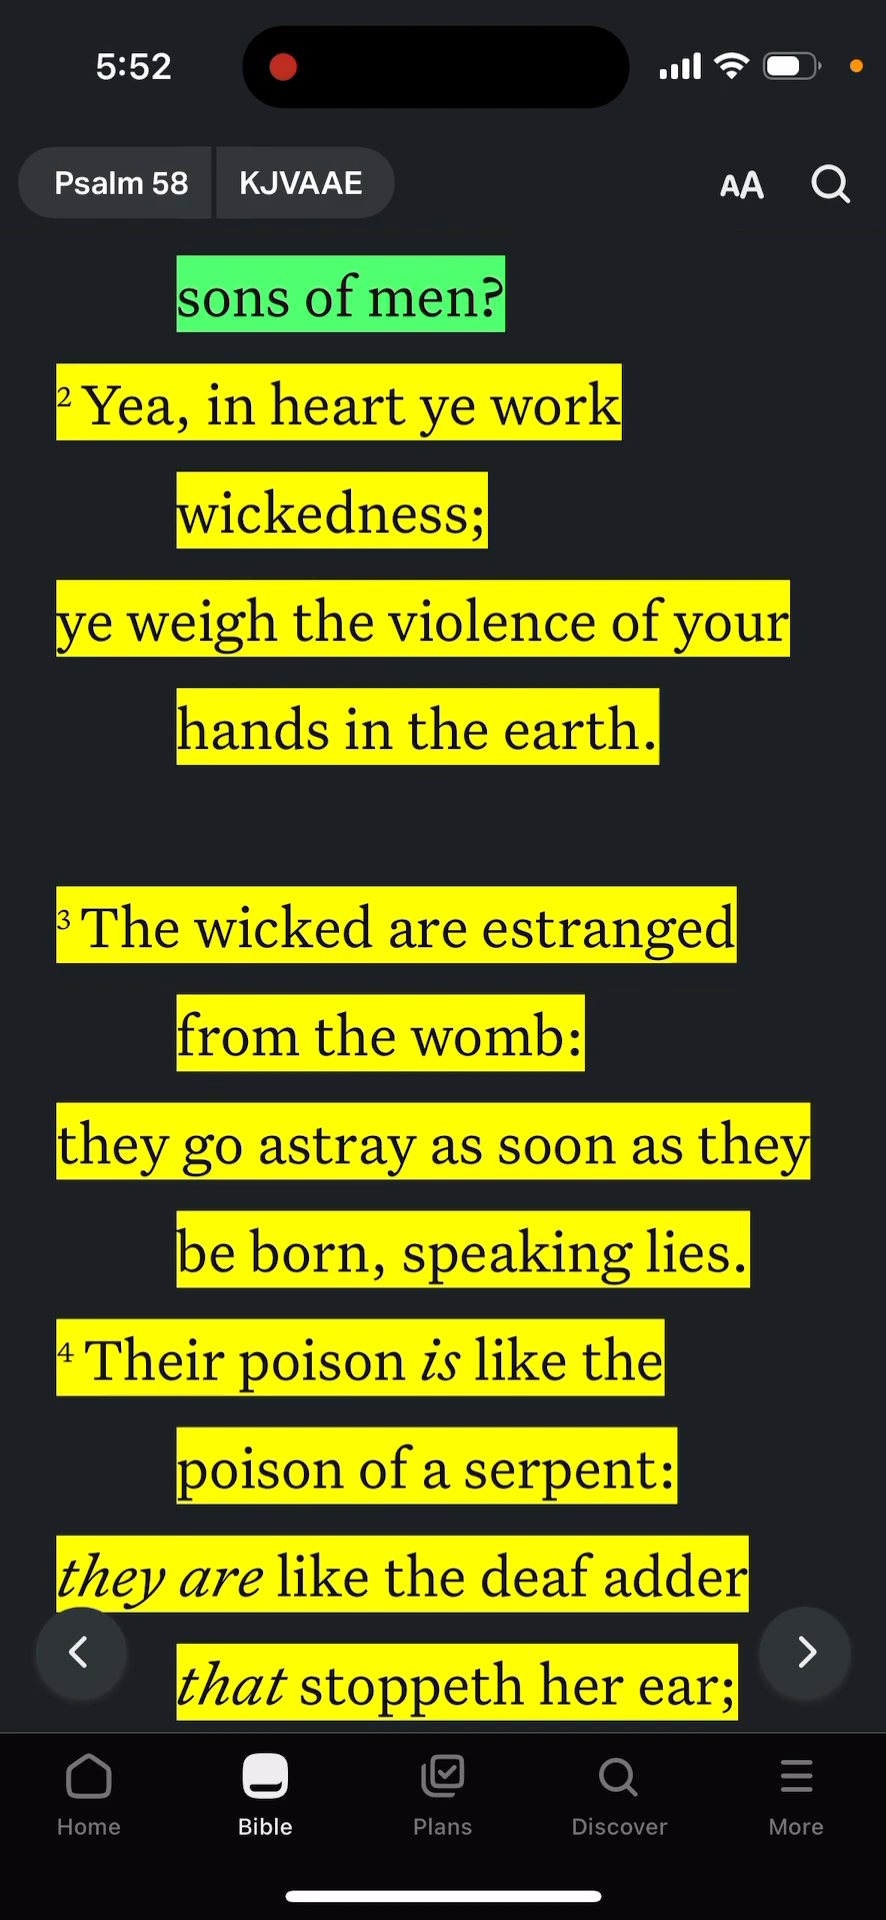 5:52
Psalm 58 KJVAAE AA
sons of men?
2 Yea, in heart ye work
wickedness;
ye weigh the violence of your
hands in the earth.
3 The wicked are estranged
from the womb:
they go astray as soon as they
be born, speaking lies.
4 Their poison is like the
poison of a serpent:
they are like the deaf adder
that stoppeth her ear;
Home Bible Plans Discover More